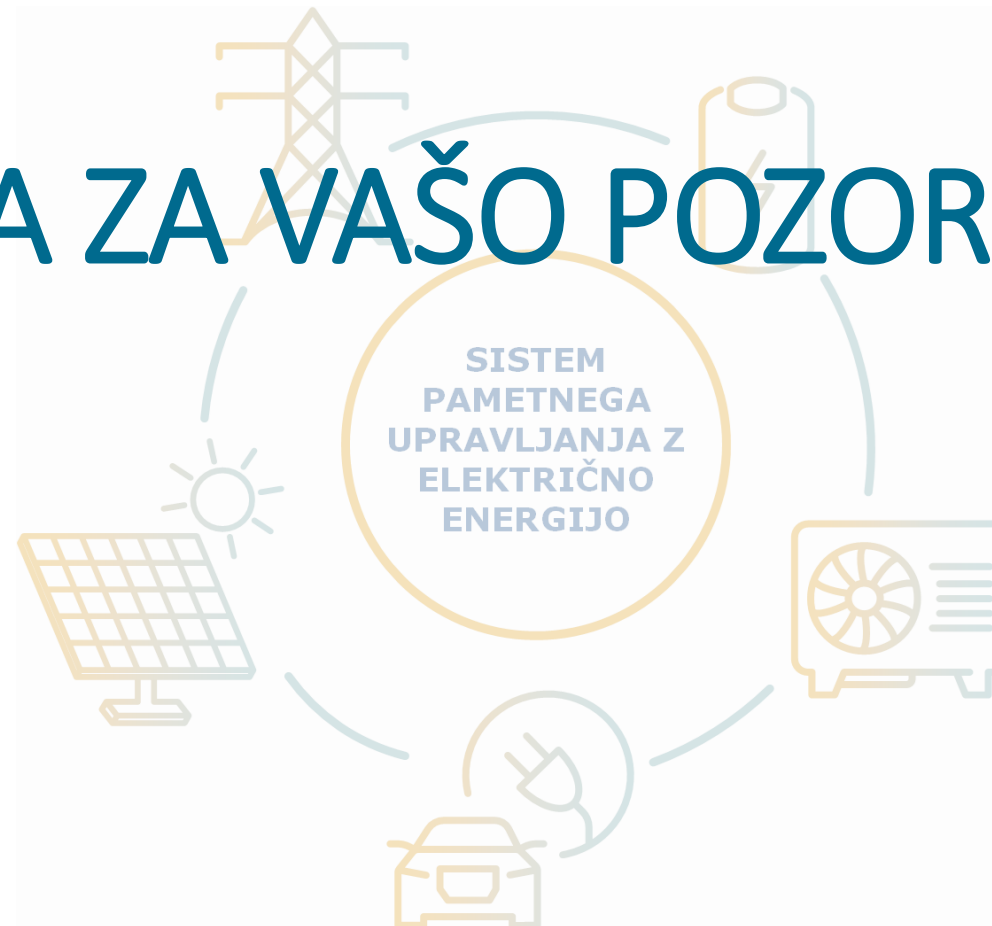 A ZA VAŠO POZOR
SISTEM
PAMETNEGA
UPRAVLJANJA Z
ELEKTRIČNO
ENERGIJO